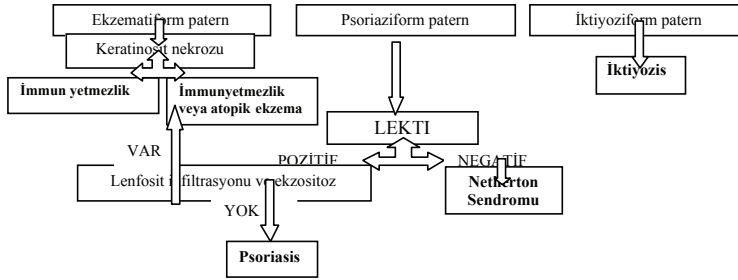 Ekzematiform patern
Psoriaziform patern
İktiyoziform patern
Keratinosit nekrozu
İmmun yetmezlik
İmmunyetmezlik
veya atopik ekzema
İktiyozis
LEKTI
VAR
POZİTİF
NEGATİF
Lenfosit infiltrasyonu ve ekzositoz
Netherton
Sendromu
YOK
Psoriasis